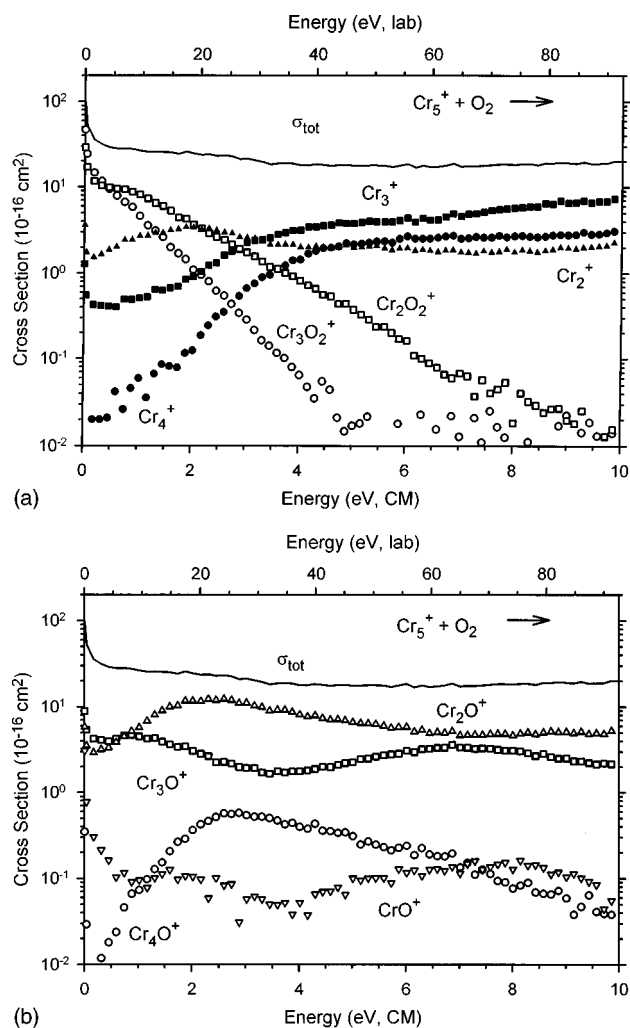 Energy (eV, lab)
0 20 40 60 80
Cr₅⁺ + O₂
σtot
Cr₃⁺
Cr₂⁺
Cr₂O₂⁺
Cr₃O₂⁺
Cr₄⁺
10²
10¹
10⁰
10⁻¹
10⁻²
Cross Section (10⁻¹⁶ cm²)
0 2 4 6 8 10
(a)
Energy (eV, CM)
Energy (eV, lab)
0 20 40 60 80
Cr₅⁺ + O₂
σtot
Cr₂O⁺
Cr₃O⁺
Cr₄O⁺
CrO⁺
10²
10¹
10⁰
10⁻¹
10⁻²
Cross Section (10⁻¹⁶ cm²)
0 2 4 6 8 10
(b)
Energy (eV, CM)